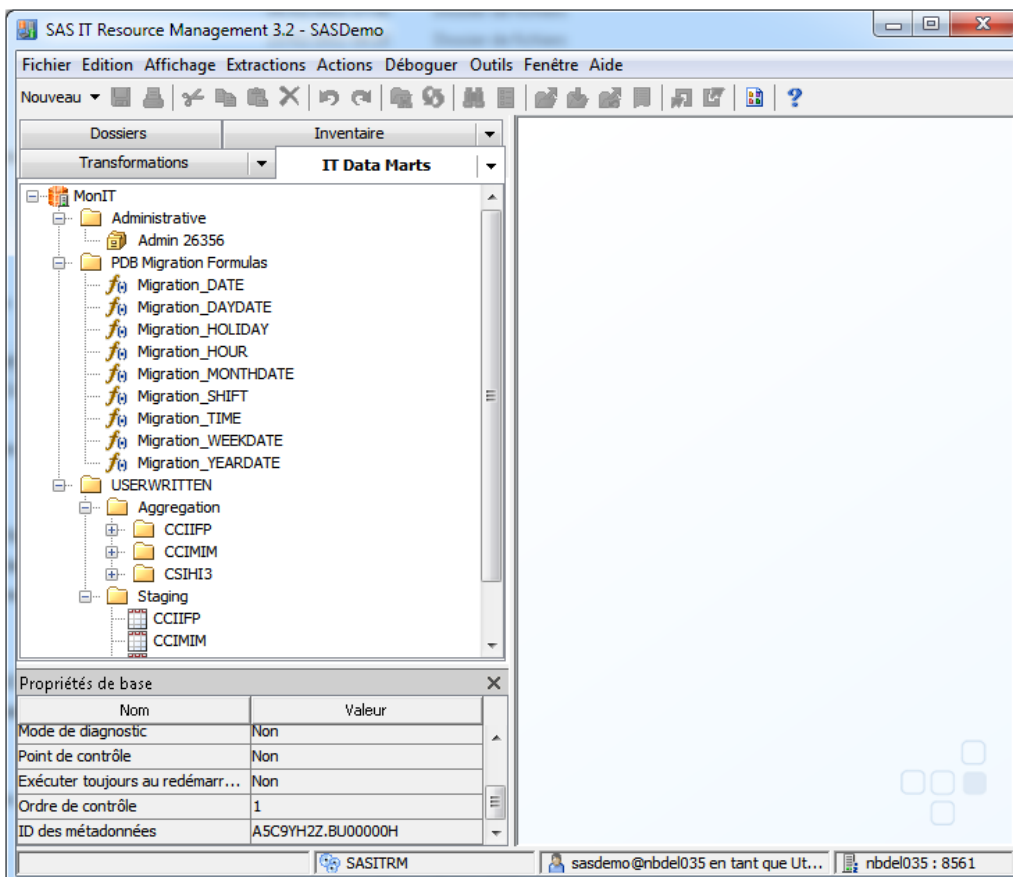 SAS IT Resource Management 3.2 - SASDemo
Fichier Edition Affichage Extractions Actions Déboguer Outils Fenêtre Aide
Nouveau
Dossiers Inventaire
Transformations IT Data Marts
MonIT
Administrative
Admin 26356
PDB Migration Formulas
Migration_DATE
Migration_DAYDATE
Migration_HOLIDAY
Migration_HOUR
Migration_MONTHDATE
Migration_SHIFT
Migration_TIME
Migration_WEEKDATE
Migration_YEARDATE
USERWRITTEN
Aggregation
CCIIFP
CCIMIM
CSIHI3
Staging
CCIIFP
CCIMIM
Propriétés de base
Nom Valeur
Mode de diagnostic Non
Point de contrôle Non
Exécuter toujours au redémarr... Non
Ordre de contrôle 1
ID des métadonnées A5C9YH2Z.BU00000H
SASITRM sasdemo@nbdel035 en tant que Ut... nbdel035 : 8561